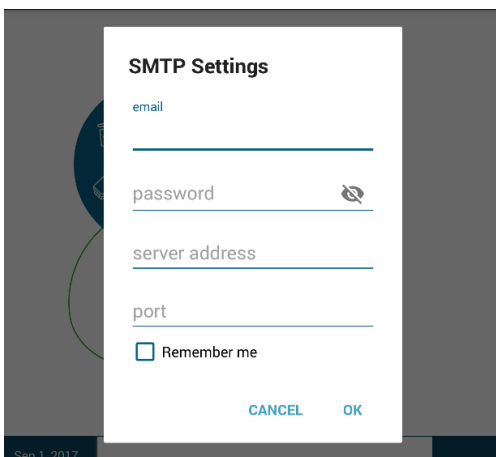 SMTP Settings
email
password
server address
port
Remember me
CANCEL OK
Sep 1, 2017